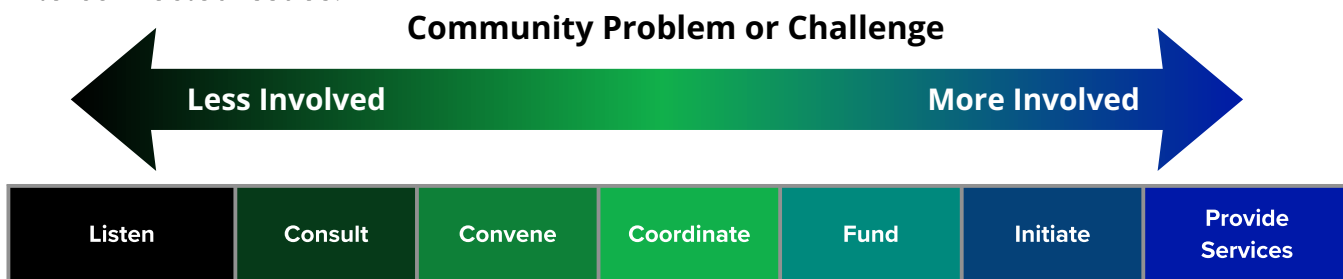 Community Problem or Challenge
Less Involved
More Involved
Listen
Consult
Convene
Coordinate
Fund
Initiate
Provide
Services